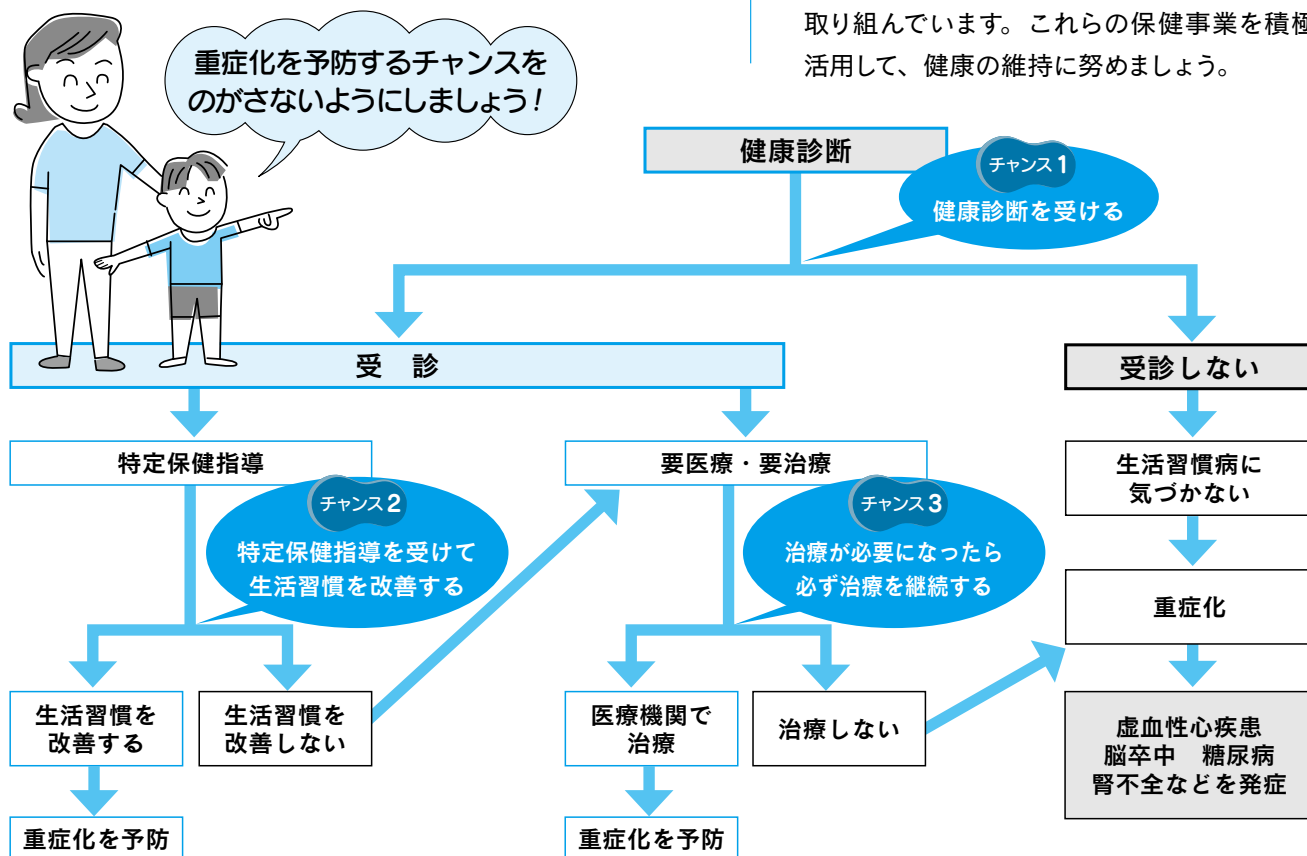 取り組んでいます。これらの保健事業を積極
活用して、健康の維持に努めましょう。
重症化を予防するチャンスを
のがさないようにしましょう！
健康診断
チャンス1
健康診断を受ける
受　診
受診しない
特定保健指導
要医療・要治療
生活習慣病に
気づかない
チャンス2
特定保健指導を受けて
生活習慣を改善する
チャンス3
治療が必要になったら
必ず治療を継続する
重症化
生活習慣を
改善する
生活習慣を
改善しない
医療機関で
治療
治療しない
虚血性心疾患
脳卒中　糖尿病
腎不全などを発症
重症化を予防
重症化を予防